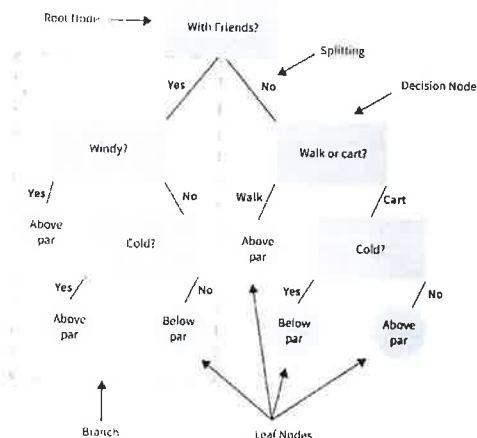 Root Node
With Friends?
Splitting
Yes
No
Decision Node
Windy?
Walk or cart?
Yes
No
Walk
Cart
Above
par
Cold?
Above
par
Cold?
Yes
No
Yes
No
Above
par
Below
par
Below
par
Above
par
Branch
Leaf Nodes